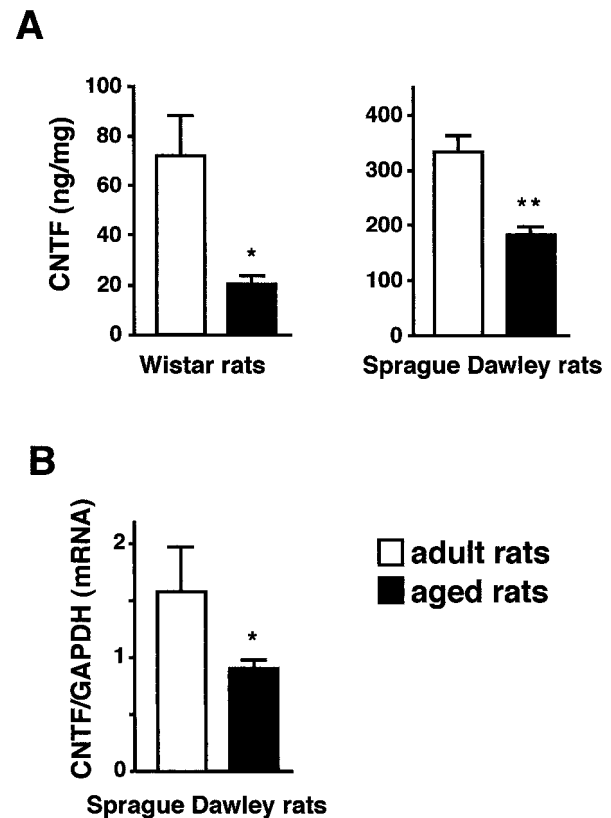 A
CNTF (ng/mg)
100
80
60
40
20
0
*
Wistar rats
400
300
200
100
0
**
Sprague Dawley rats
B
CNTF/GAPDH (mRNA)
2
1
0
*
Sprague Dawley rats
adult rats
aged rats